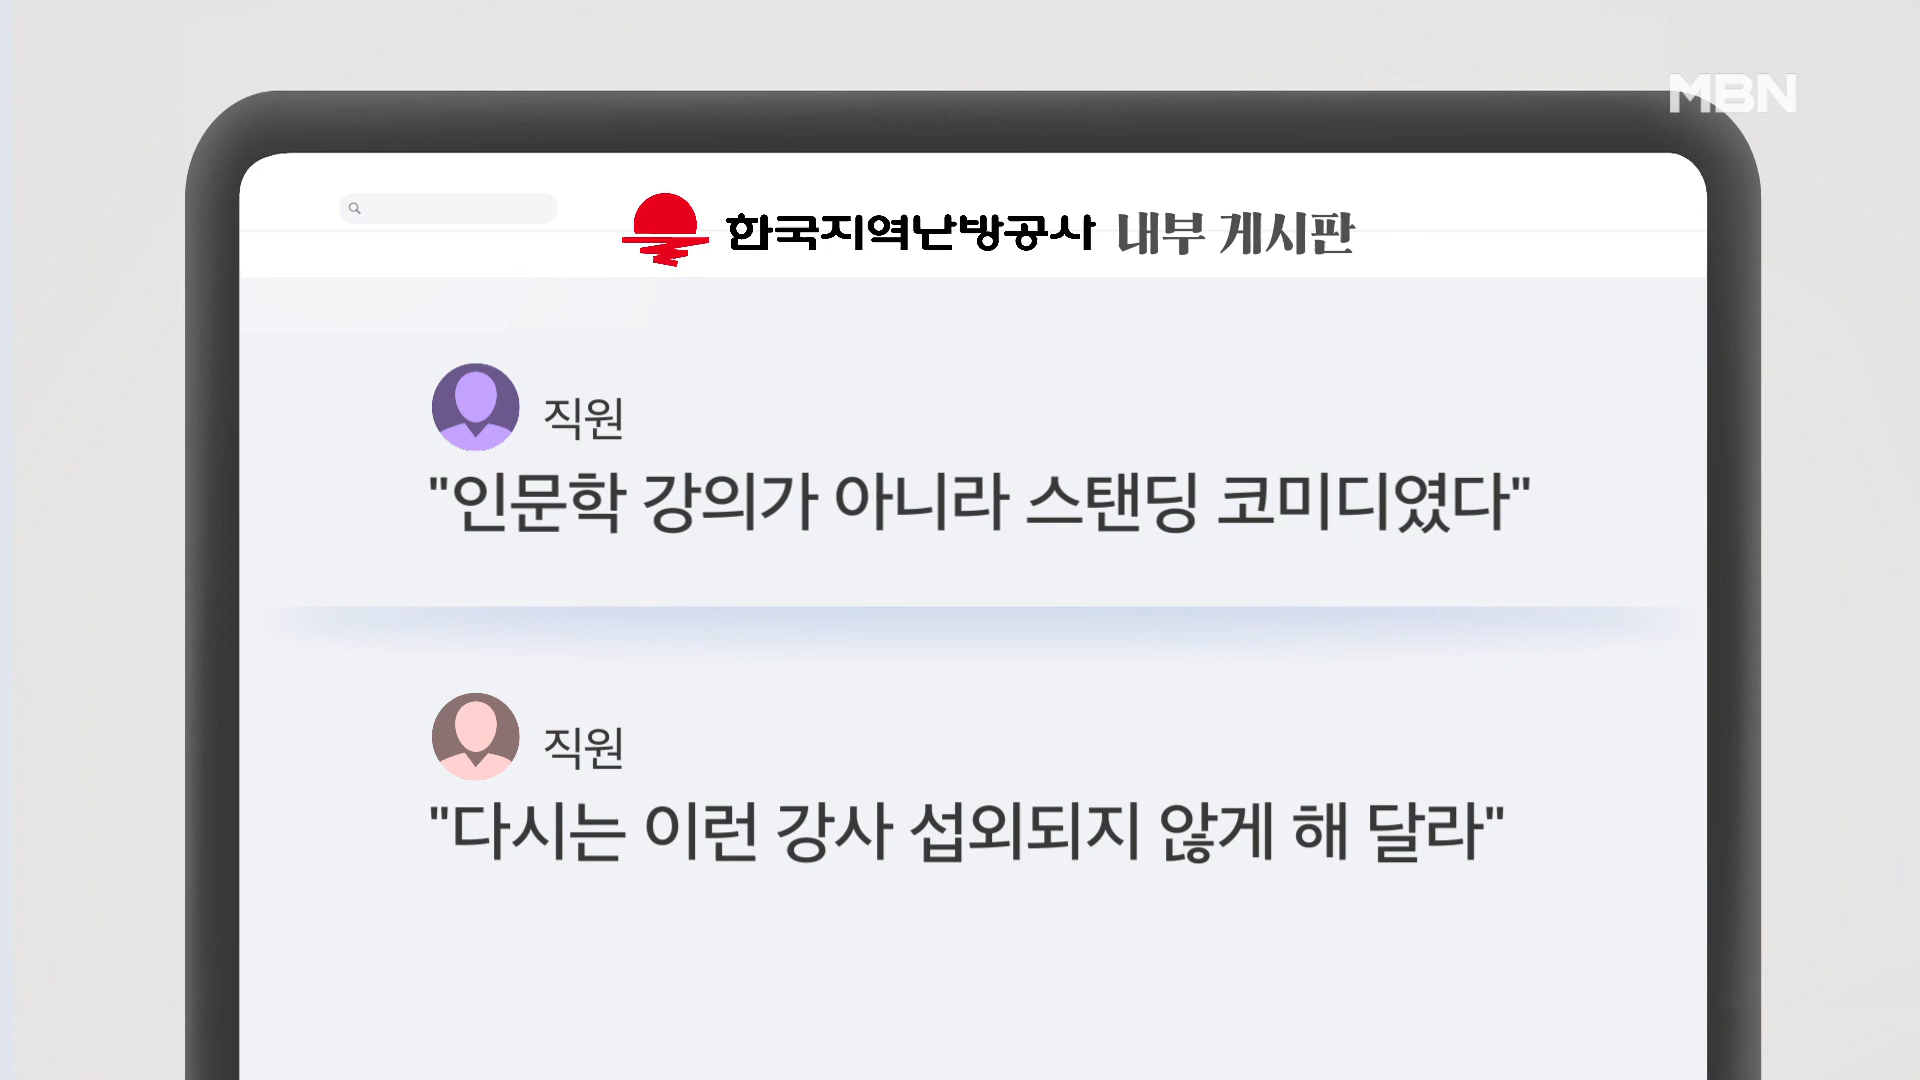 MBN
한국지역난방공사 내부 게시판
직원
"인문학 강의가 아니라 스탠딩 코미디였다"
직원
"다시는 이런 강사 섭외되지 않게 해 달라"